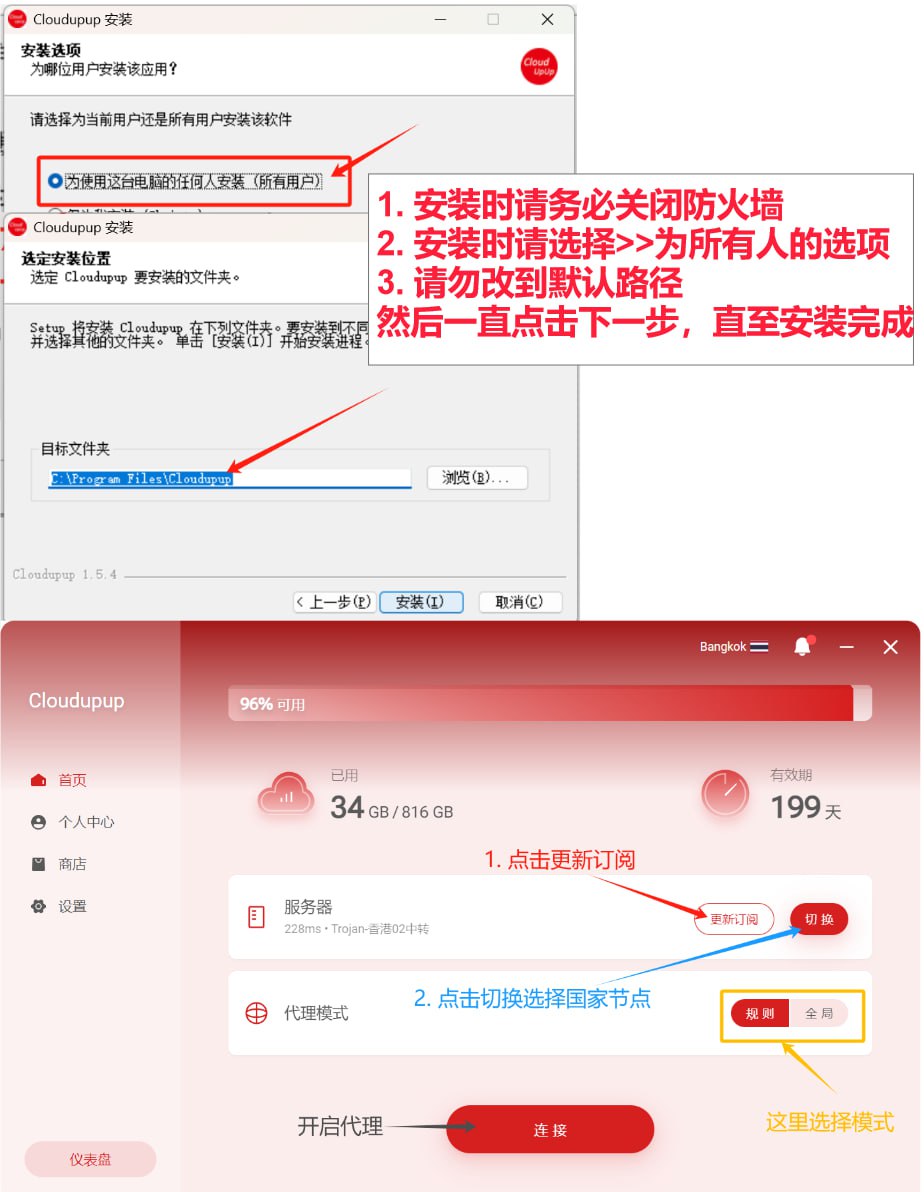 Cloudupup 安装
安装选项
为哪位用户安装该应用？
Cloud
UpUp
请选择为当前用户还是所有用户安装该软件
为使用这台电脑的任何人安装 (所有用户)
1. 安装时请务必关闭防火墙
2. 安装时请选择>>为所有人的选项
3. 请勿改到默认路径
然后一直点击下一步，直至安装完成
Cloudupup 安装
选定安装位置
选定 Cloudupup 要安装的文件夹。
Setup 将安装 Cloudupup 在下列文件夹。要安装到不同
并选择其他的文件夹。 单击 [安装(I)] 开始安装进程。
目标文件夹
C:\Program Files\Cloudupup
浏览(B)...
Cloudupup 1.5.4
< 上一步(P)
安装(I)
取消(C)
Bangkok
Cloudupup
96% 可用
首页
个人中心
商店
设置
已用
34 GB / 816 GB
有效期
199 天
1. 点击更新订阅
服务器
228ms • Trojan-香港02中转
更新订阅
切 换
2. 点击切换选择国家节点
代理模式
规 则
全 局
这里选择模式
开启代理
连 接
仪表盘